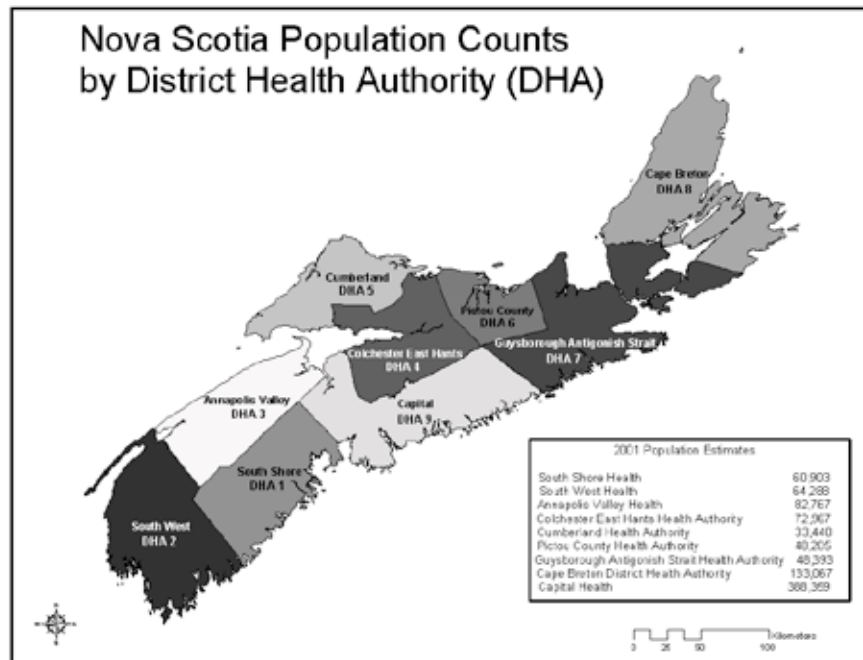 Nova Scotia Population Counts
by District Health Authority (DHA)
Cape Breton
DHA 8
Cumberland
DHA 5
Pictou County
DHA 6
Guysborough Antigonish Strait
DHA 7
Colchester East Hants
DHA 4
Annapolis Valley
DHA 3
Capital
DHA 9
South Shore
DHA 1
South West
DHA 2
2001 Population Estimates
South Shore Health 60,903
South West Health 64,288
Annapolis Valley Health 82,767
Colchester East Hants Health Authority 72,967
Cumberland Health Authority 33,440
Pictou County Health Authority 48,205
Guysborough Antigonish Strait Health Authority 48,393
Cape Breton District Health Authority 133,067
Capital Health 388,369
Kilometers
0 25 50 100